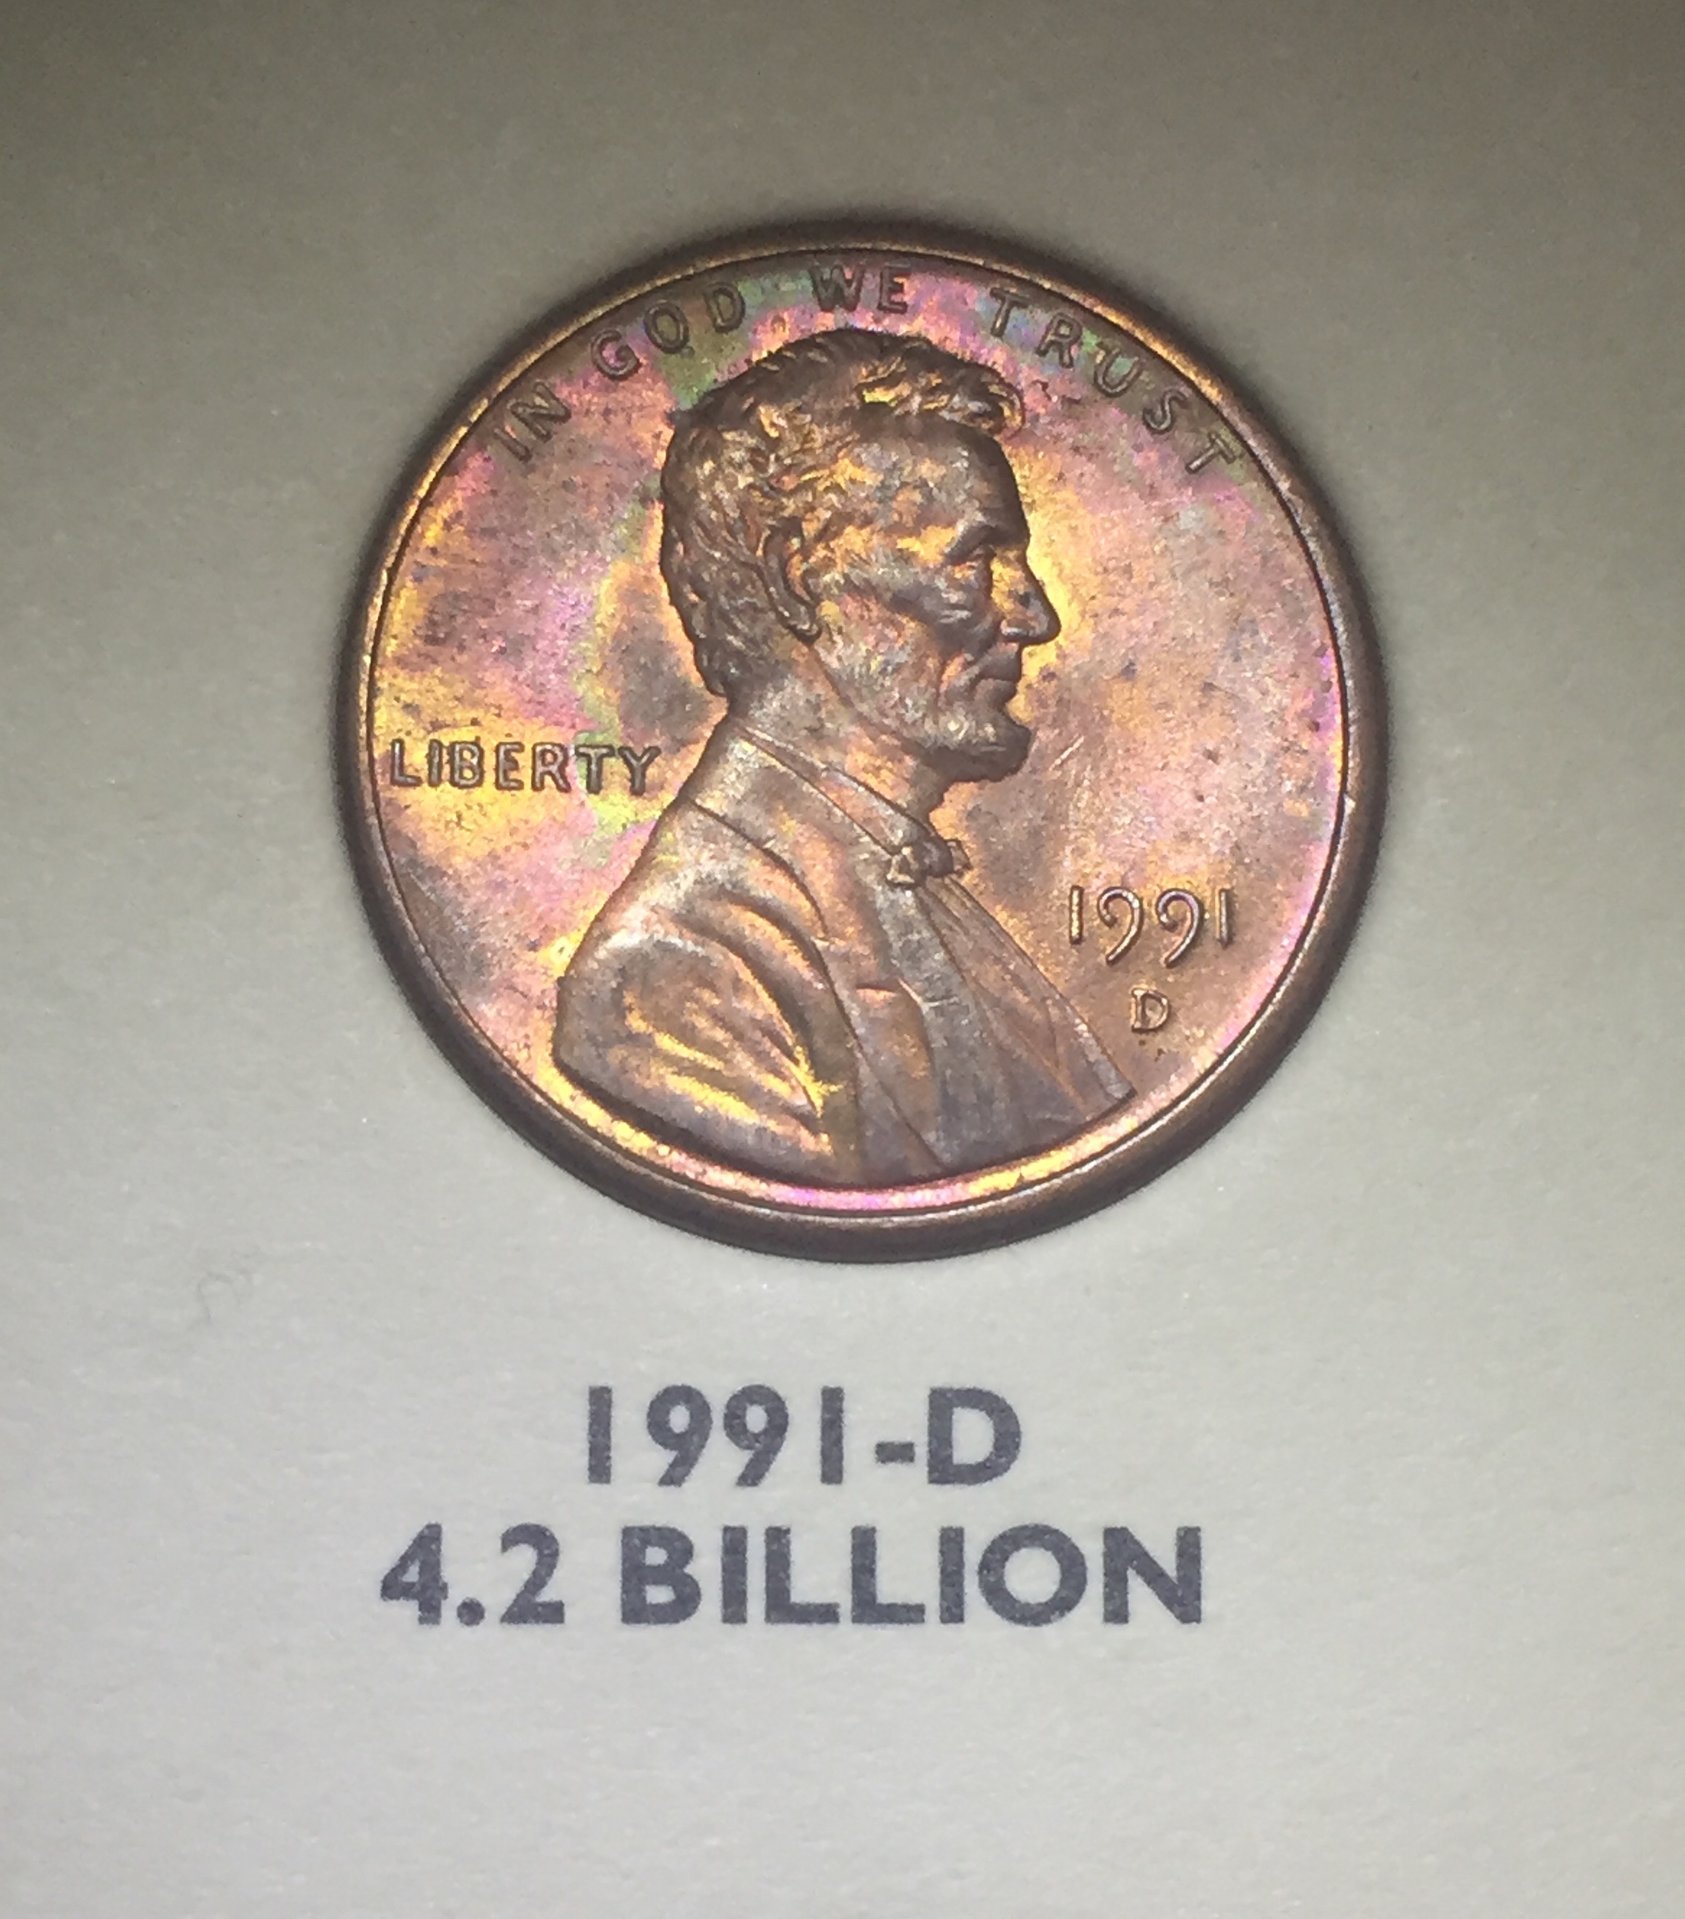 IN GOD WE TRUST
LIBERTY
1991
D
1991-D
4.2 BILLION